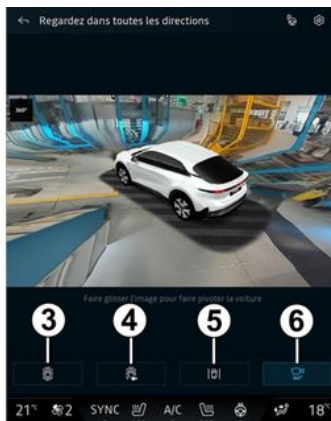 Regardez dans toutes les directions
360°
Faire glisser l'image pour faire pivoter la voiture
3 4 5 6
21°c 2 SYNC A/C 18°